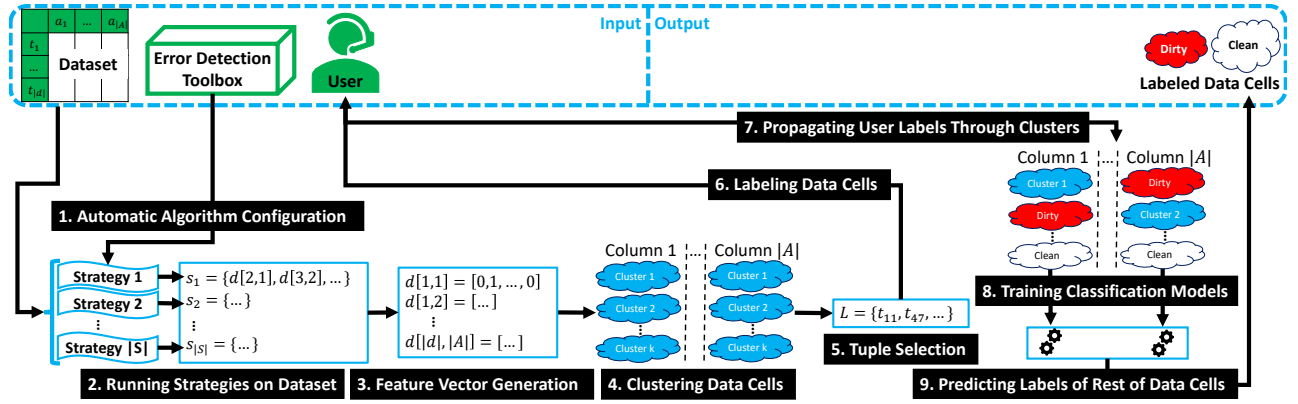 a₁ … a|A|
t₁
…
t|d|
Dataset
Error Detection
Toolbox
User
Input
Output
Dirty
Clean
Labeled Data Cells
7. Propagating User Labels Through Clusters
6. Labeling Data Cells
1. Automatic Algorithm Configuration
Strategy 1
Strategy 2
⋮
Strategy |S|
s₁ = {d[2,1], d[3,2], …}
s₂ = {…}
⋮
s|S| = {…}
2. Running Strategies on Dataset
d[1,1] = [0,1, …, 0]
d[1,2] = […]
⋮
d[|d|, |A|] = […]
3. Feature Vector Generation
Column 1 … Column |A|
Cluster 1 Cluster 1
Cluster 2 Cluster 2
Cluster k Cluster k
4. Clustering Data Cells
L = {t₁₁, t₄₇, …}
5. Tuple Selection
Column 1 … Column |A|
Cluster 1 Dirty
Dirty Cluster 2
Clean Clean
8. Training Classification Models
9. Predicting Labels of Rest of Data Cells